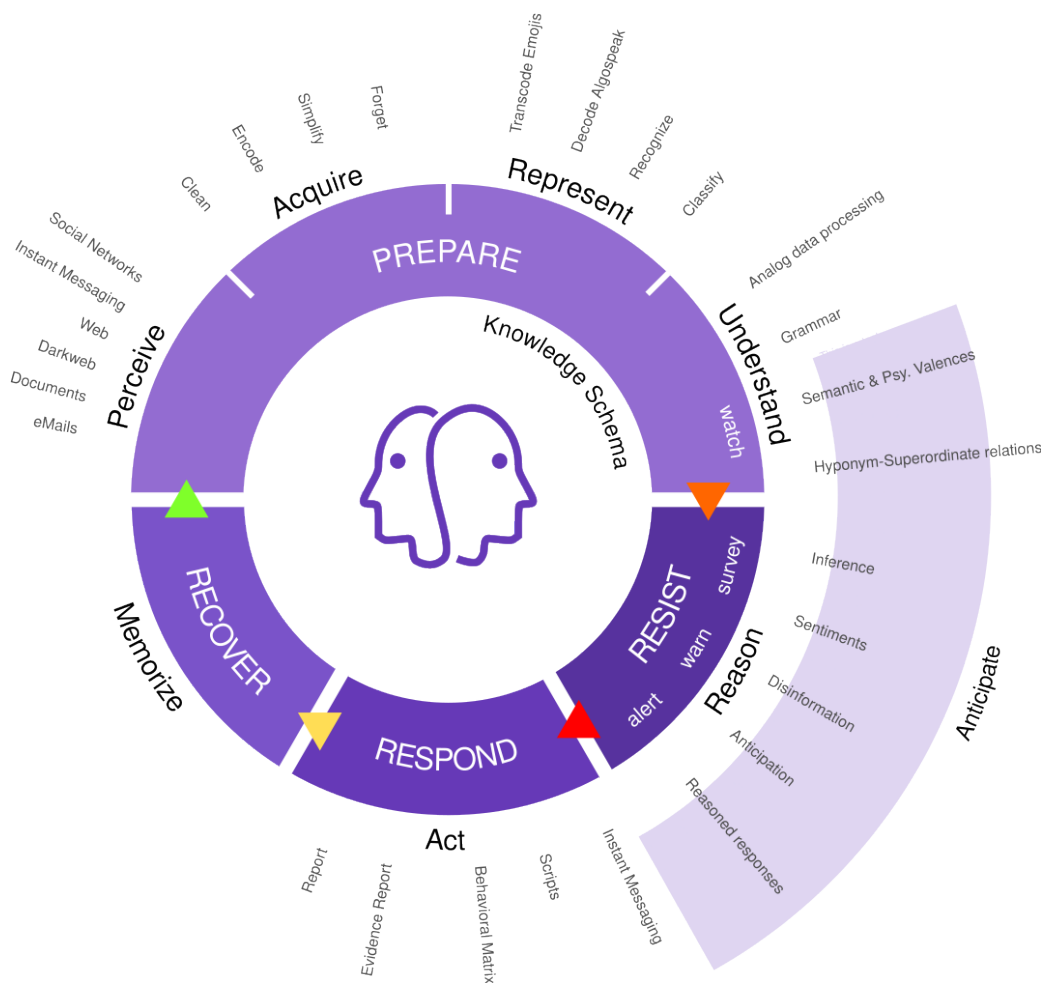 Social Networks
Instant Messaging
Web
Darkweb
Documents
eMails
Perceive
Clean
Encode
Simplify
Forget
Acquire
Transcode Emojis
Decode Algospeak
Recognize
Classify
Represent
PREPARE
Knowledge Schema
Analog data processing
Grammar
Semantic & Psy. Valences
Hyponym-Superordinate relations
Understand
watch
RESIST
survey
warn
alert
Reason
Inference
Sentiments
Disinformation
Anticipation
Reasoned responses
Anticipate
RESPOND
Act
Instant Messaging
Scripts
Behavioral Matrix
Evidence Report
Report
RECOVER
Memorize